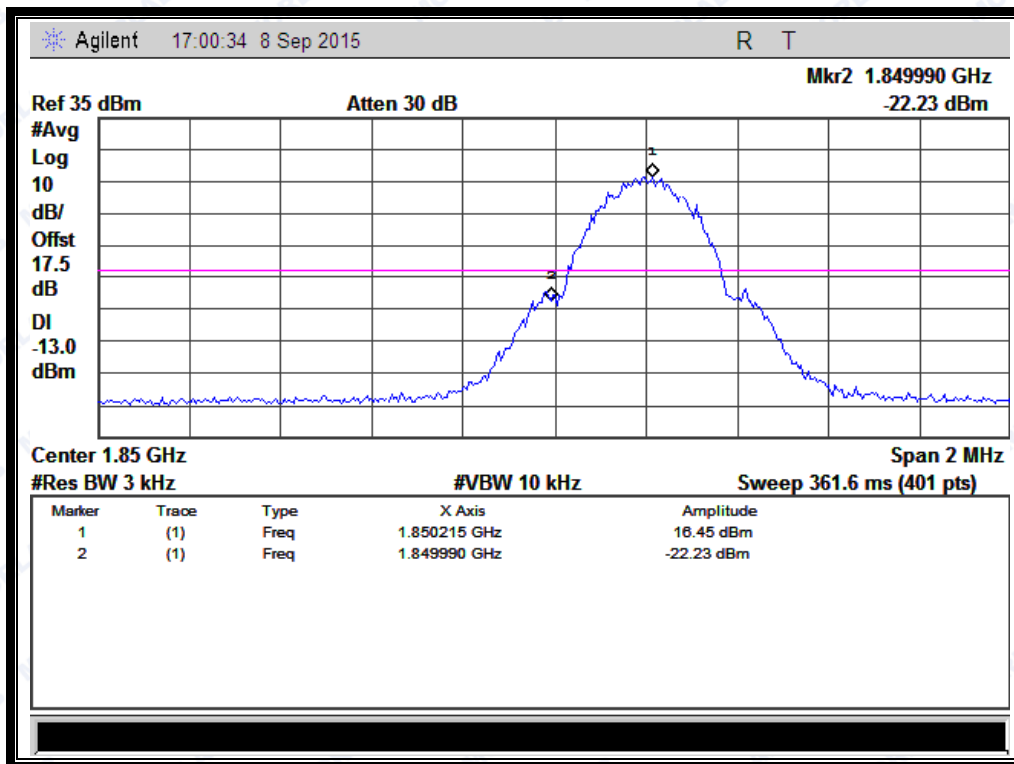 Agilent 17:00:34 8 Sep 2015 R T
Mkr2 1.849990 GHz
Ref 35 dBm Atten 30 dB -22.23 dBm
#Avg
Log
10
dB/
Offst
17.5
dB
DI
-13.0
dBm
1
2
Center 1.85 GHz Span 2 MHz
#Res BW 3 kHz #VBW 10 kHz Sweep 361.6 ms (401 pts)
Marker Trace Type X Axis Amplitude
1 (1) Freq 1.850215 GHz 16.45 dBm
2 (1) Freq 1.849990 GHz -22.23 dBm